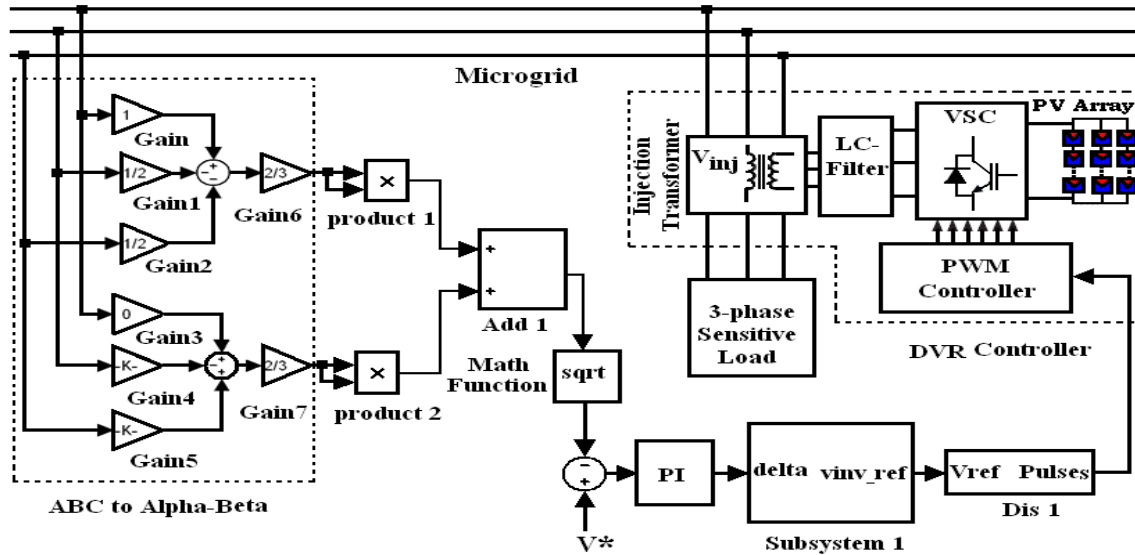 Microgrid
1
Gain
1/2
Gain1
1/2
Gain2
2/3
Gain6
×
product 1
0
Gain3
-K-
Gain4
-K-
Gain5
2/3
Gain7
×
product 2
ABC to Alpha-Beta
+
+
Add 1
Math
Function
sqrt
-
+
V*
PI
delta vinv_ref
Subsystem 1
Vref Pulses
Dis 1
Injection
Transformer
Vinj
LC-
Filter
VSC
PV Array
PWM
Controller
3-phase
Sensitive
Load
DVR Controller